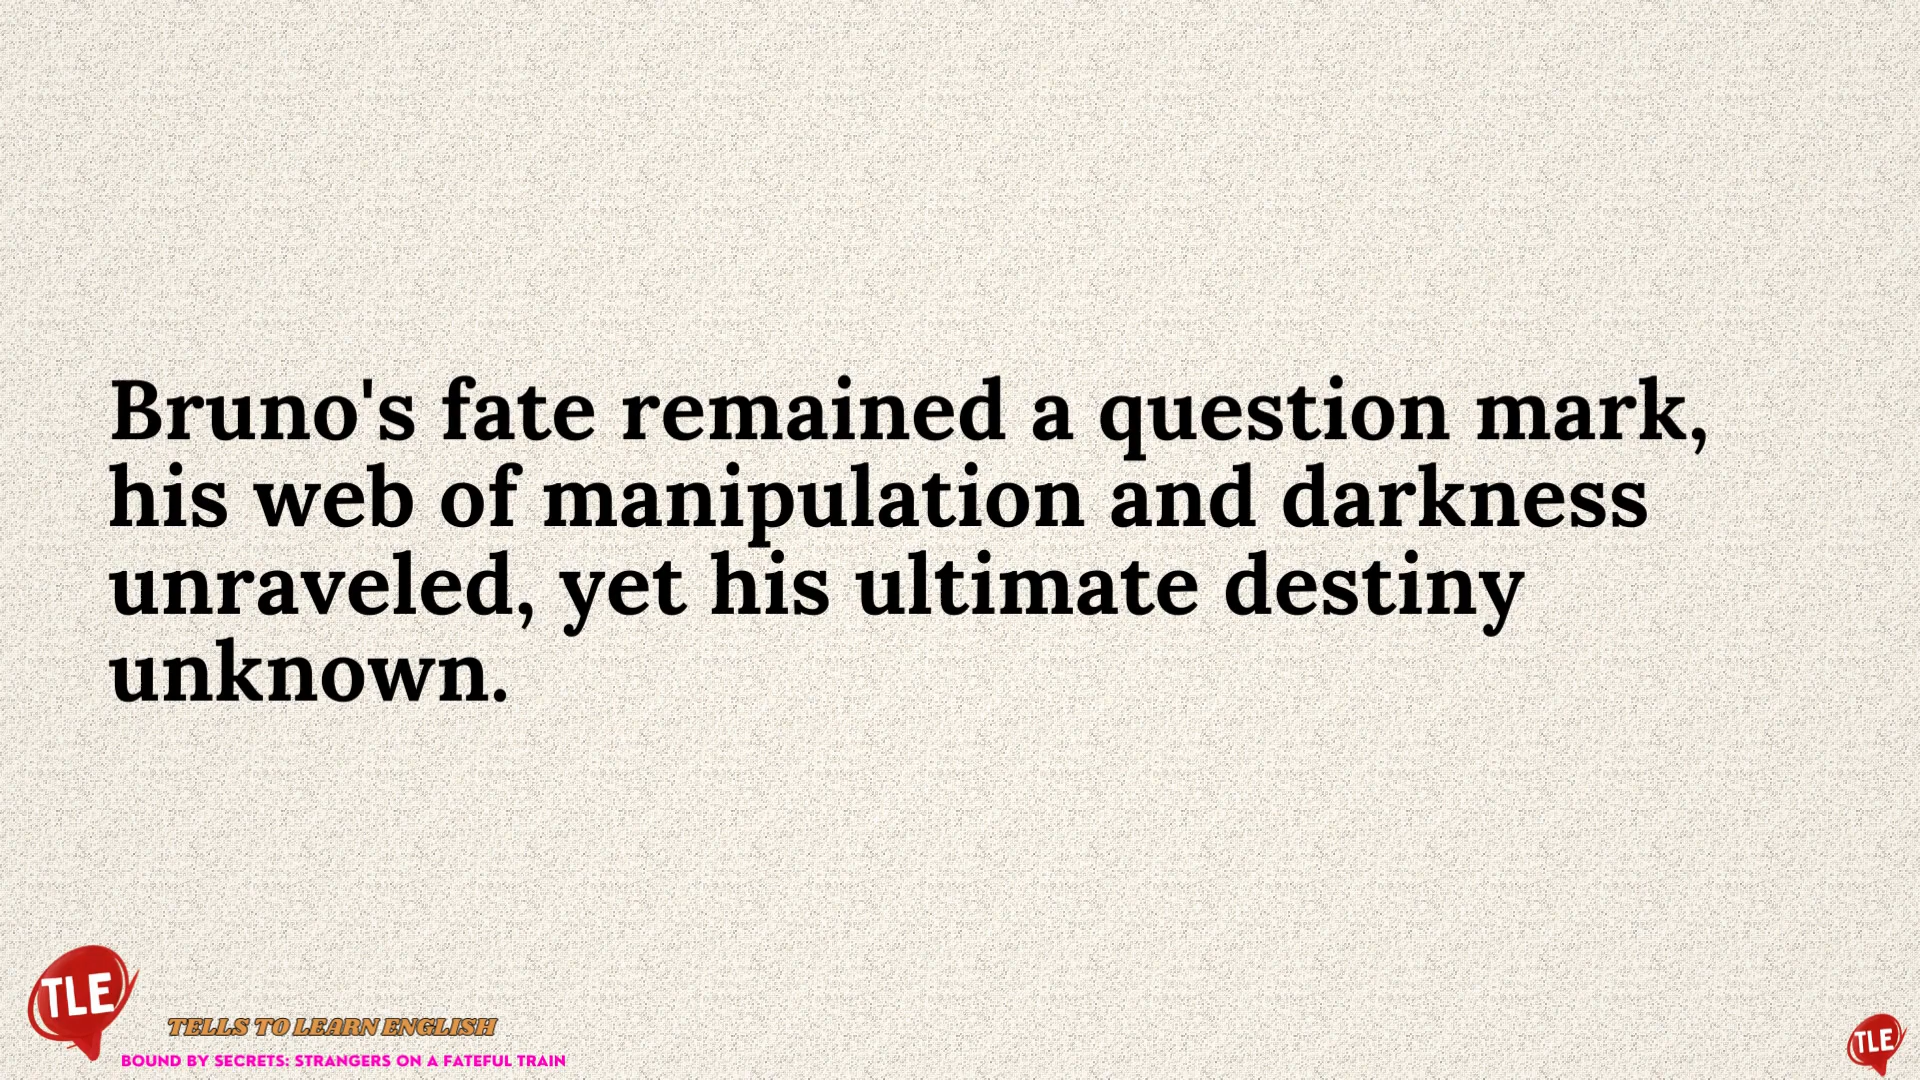 Bruno's fate remained a question mark,
his web of manipulation and darkness
unraveled, yet his ultimate destiny
unknown.
TLE
TELLS TO LEARN ENGLISH
BOUND BY SECRETS: STRANGERS ON A FATEFUL TRAIN
TLE